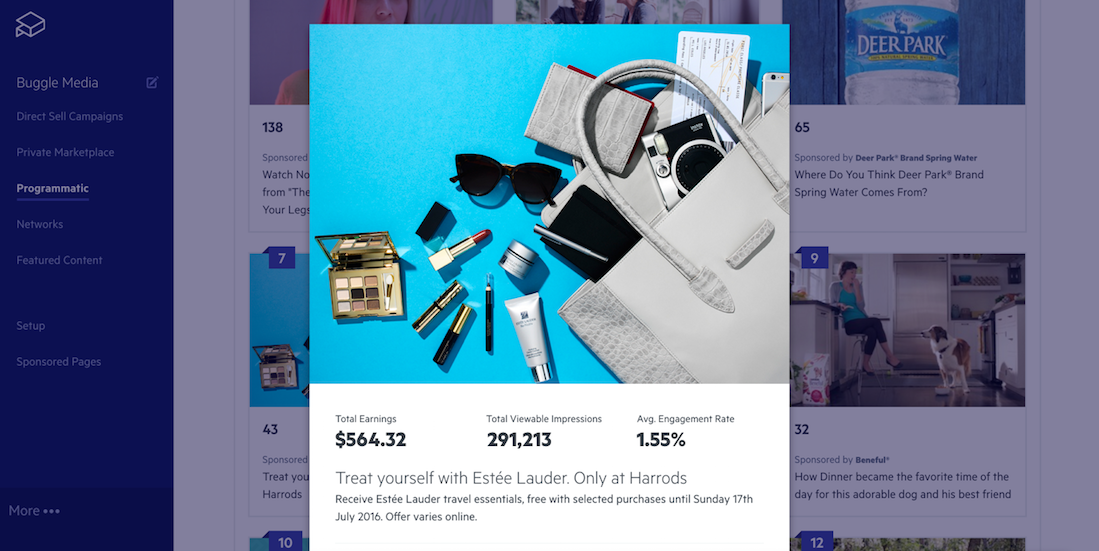 Buggle Media
Direct Sell Campaigns
Private Marketplace
Programmatic
Networks
Featured Content
Setup
Sponsored Pages
More •••
138
Sponsored
Watch No
from "The
Your Legs
DEER PARK
65
Sponsored by Deer Park® Brand Spring Water
Where Do You Think Deer Park® Brand
Spring Water Comes From?
7
43
Sponsored
Treat you
Harrods
9
32
Sponsored by Beneful®
How Dinner became the favorite time of the
day for this adorable dog and his best friend
10
12
Total Earnings
$564.32
Total Viewable Impressions
291,213
Avg. Engagement Rate
1.55%
Treat yourself with Estée Lauder. Only at Harrods
Receive Estée Lauder travel essentials, free with selected purchases until Sunday 17th
July 2016. Offer varies online.